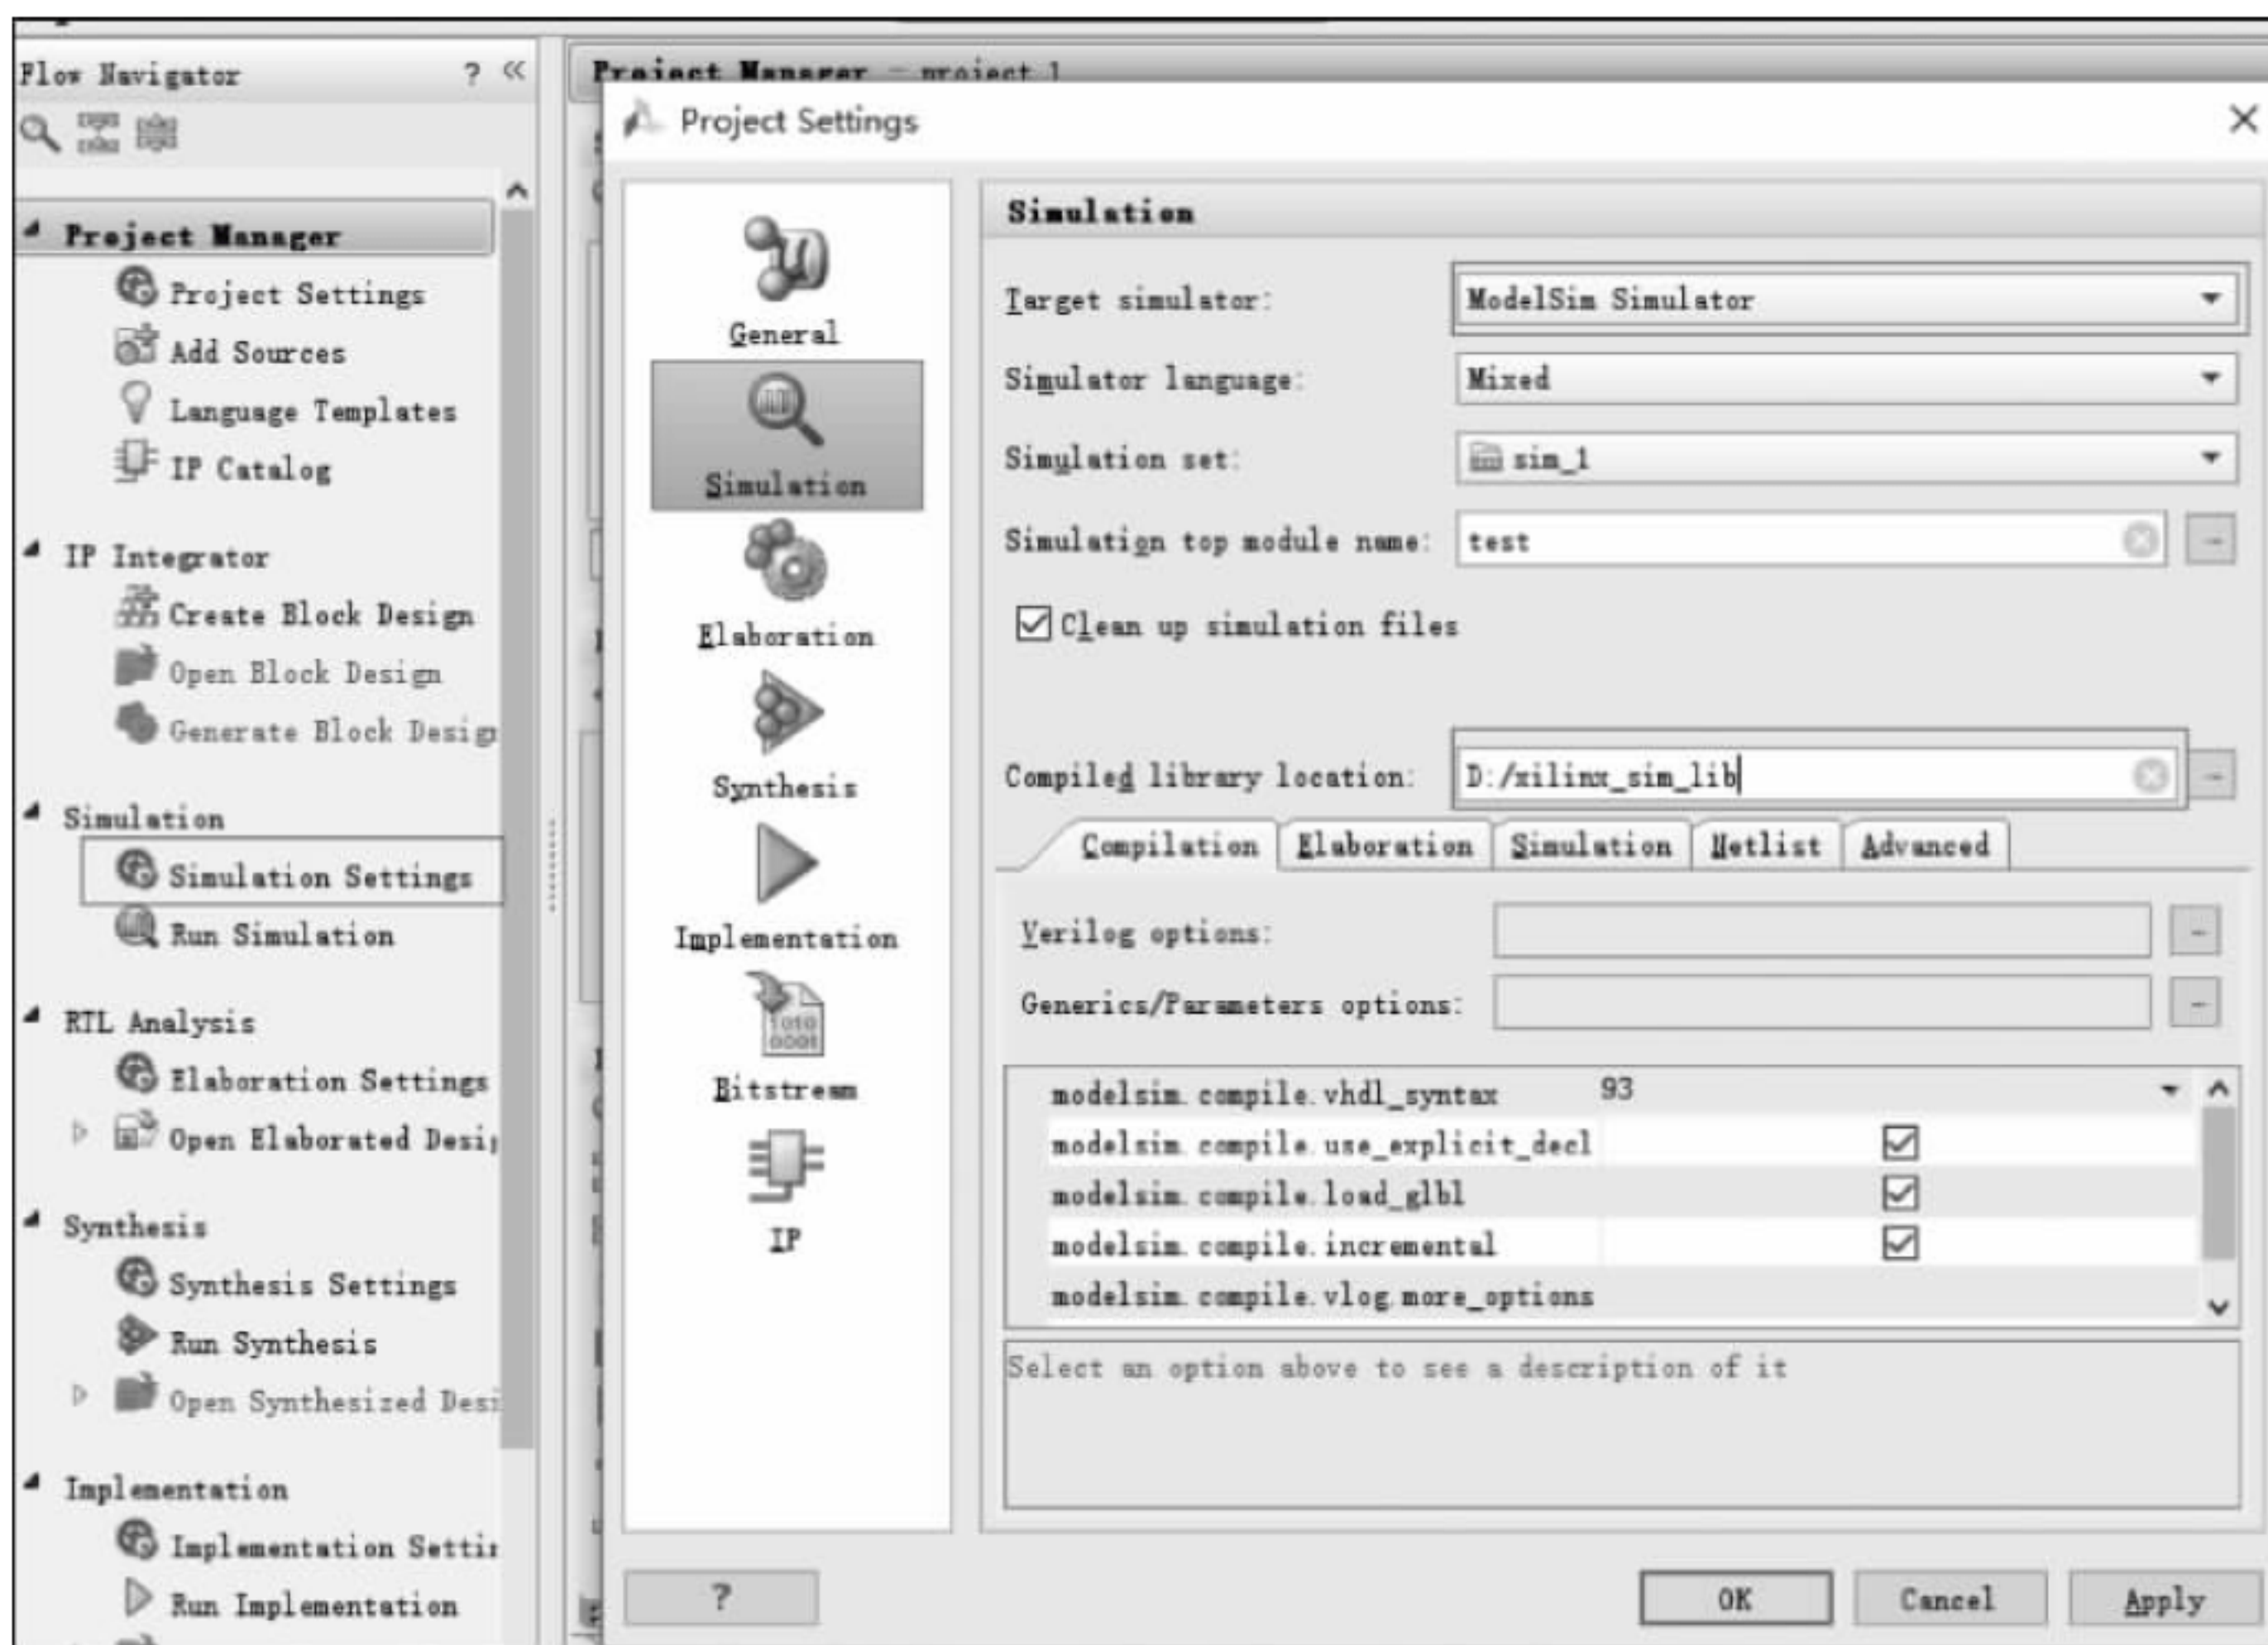 Flow Navigator ? «
Project Manager
Project Settings
Add Sources
Language Templates
IP Catalog
IP Integrator
Create Block Design
Open Block Design
Generate Block Desig
Simulation
Simulation Settings
Run Simulation
RTL Analysis
Elaboration Settings
Open Elaborated Desi
Synthesis
Synthesis Settings
Run Synthesis
Open Synthesized Desi
Implementation
Implementation Settin
Run Implementation
Project Manager - project_1
Project Settings
General
Simulation
Elaboration
Synthesis
Implementation
1010
0001
Bitstream
IP
Simulation
Target simulator: ModelSim Simulator
Simulator language: Mixed
Simulation set: sim_1
Simulation top module name: test
Clean up simulation files
Compiled library location: D:/xilinx_sim_lib
Compilation Elaboration Simulation Netlist Advanced
Verilog options:
Generics/Parameters options:
modelsim.compile.vhdl_syntax 93
modelsim.compile.use_explicit_decl
modelsim.compile.load_glbl
modelsim.compile.incremental
modelsim.compile.vlog.more_options
Select an option above to see a description of it
? OK Cancel Apply